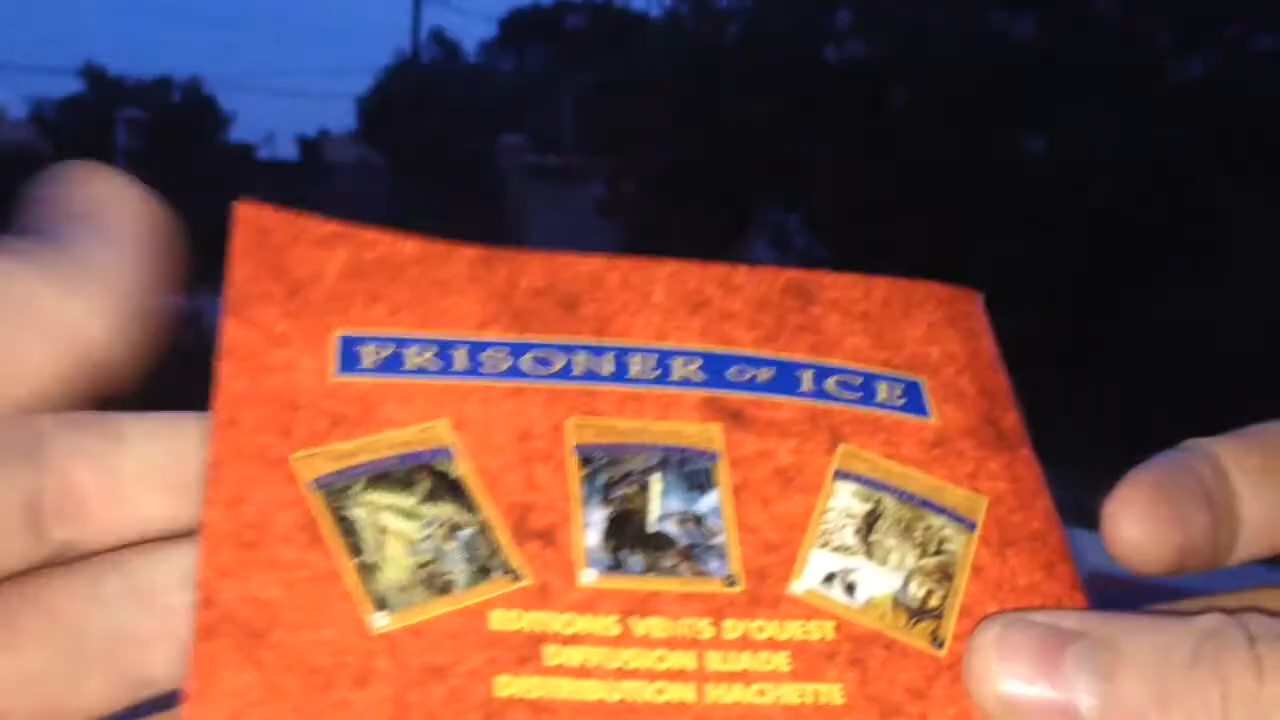 PRISONER OF ICE
EDITIONS VENTS D'OUEST
DIFFUSION ILIADE
DISTRIBUTION HACHETTE